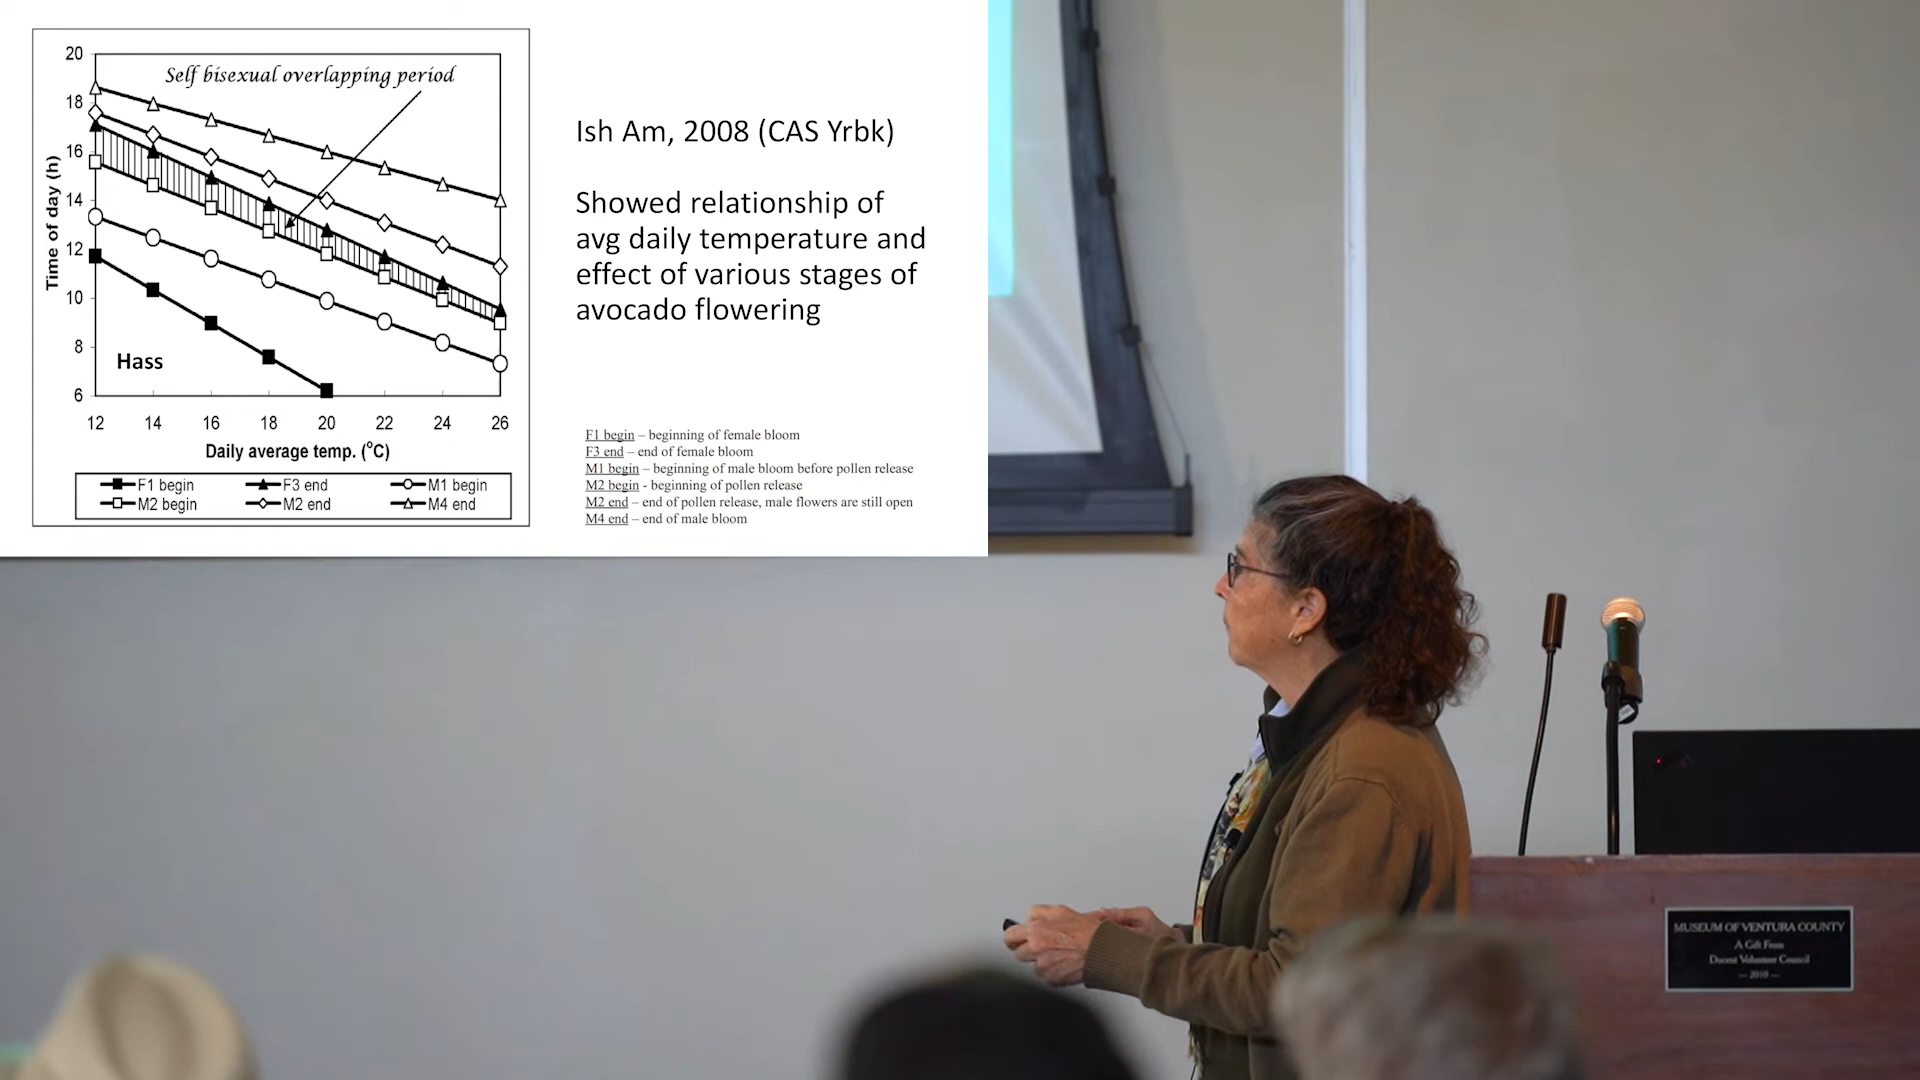 Self bisexual overlapping period
20
18
16
14
12
10
8
6
Time of day (h)
Hass
12 14 16 18 20 22 24 26
Daily average temp. (°C)
F1 begin F3 end M1 begin
M2 begin M2 end M4 end
Ish Am, 2008 (CAS Yrbk)
Showed relationship of
avg daily temperature and
effect of various stages of
avocado flowering
F1 begin – beginning of female bloom
F3 end – end of female bloom
M1 begin – beginning of male bloom before pollen release
M2 begin - beginning of pollen release
M2 end – end of pollen release, male flowers are still open
M4 end – end of male bloom
MUSEUM OF VENTURA COUNTY
A Gift From
Docent Volunteer Council
— 2010 —